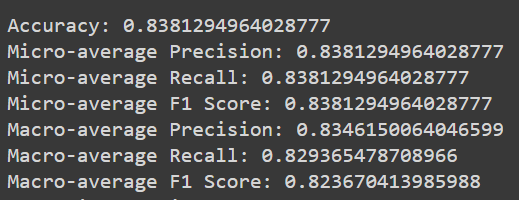 Accuracy: 0.8381294964028777
Micro-average Precision: 0.8381294964028777
Micro-average Recall: 0.8381294964028777
Micro-average F1 Score: 0.8381294964028777
Macro-average Precision: 0.8346150064046599
Macro-average Recall: 0.829365478708966
Macro-average F1 Score: 0.823670413985988